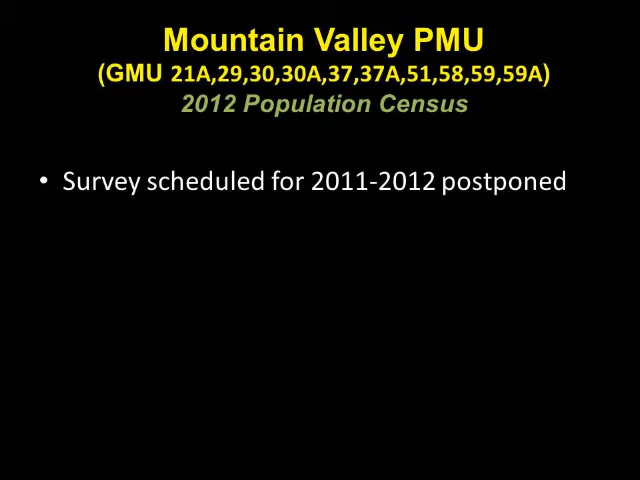 Mountain Valley PMU
(GMU 21A,29,30,30A,37,37A,51,58,59,59A)
2012 Population Census
• Survey scheduled for 2011-2012 postponed